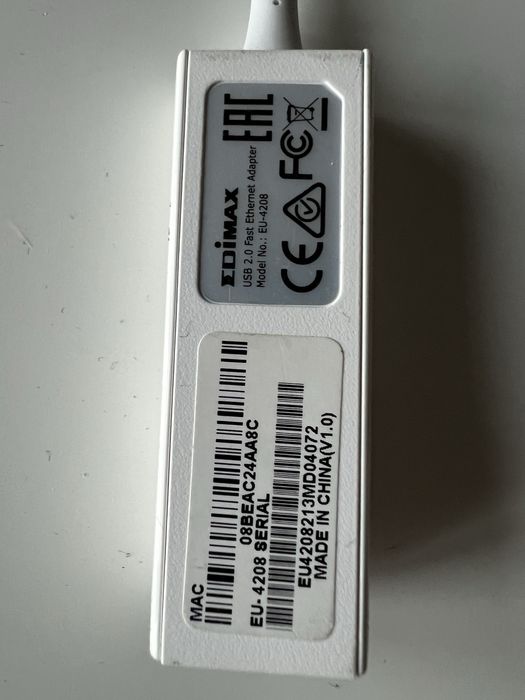 EDiMAX
USB 2.0 Fast Ethernet Adapter
Model No.: EU-4208
CE FC EAC
MAC
08BEAC24AA8C
EU- 4208 SERIAL
EU4208213MD04072
MADE IN CHINA(V1.0)